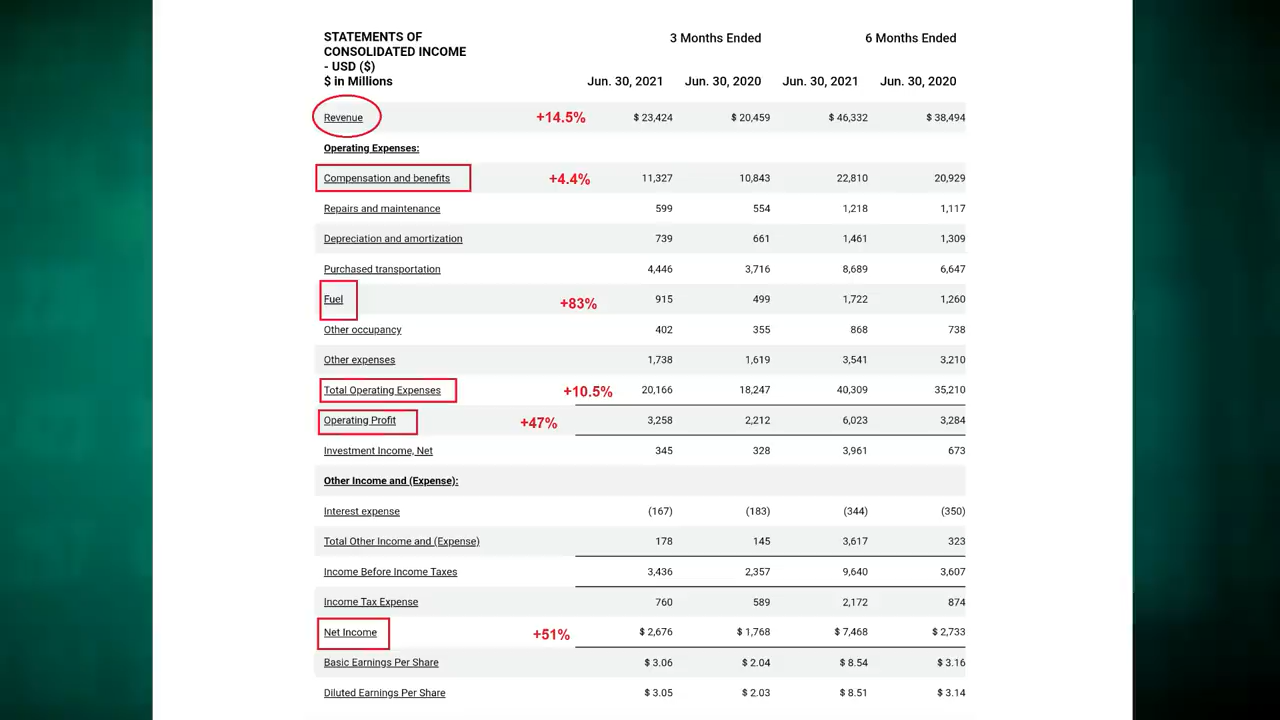 STATEMENTS OF
CONSOLIDATED INCOME
- USD ($)
$ in Millions
3 Months Ended 6 Months Ended
Jun. 30, 2021 Jun. 30, 2020 Jun. 30, 2021 Jun. 30, 2020
Revenue +14.5% $ 23,424 $ 20,459 $ 46,332 $ 38,494
Operating Expenses:
Compensation and benefits +4.4% 11,327 10,843 22,810 20,929
Repairs and maintenance 599 554 1,218 1,117
Depreciation and amortization 739 661 1,461 1,309
Purchased transportation 4,446 3,716 8,689 6,647
Fuel +83% 915 499 1,722 1,260
Other occupancy 402 355 868 738
Other expenses 1,738 1,619 3,541 3,210
Total Operating Expenses +10.5% 20,166 18,247 40,309 35,210
Operating Profit +47% 3,258 2,212 6,023 3,284
Investment Income, Net 345 328 3,961 673
Other Income and (Expense):
Interest expense (167) (183) (344) (350)
Total Other Income and (Expense) 178 145 3,617 323
Income Before Income Taxes 3,436 2,357 9,640 3,607
Income Tax Expense 760 589 2,172 874
Net Income +51% $ 2,676 $ 1,768 $ 7,468 $ 2,733
Basic Earnings Per Share $ 3.06 $ 2.04 $ 8.54 $ 3.16
Diluted Earnings Per Share $ 3.05 $ 2.03 $ 8.51 $ 3.14